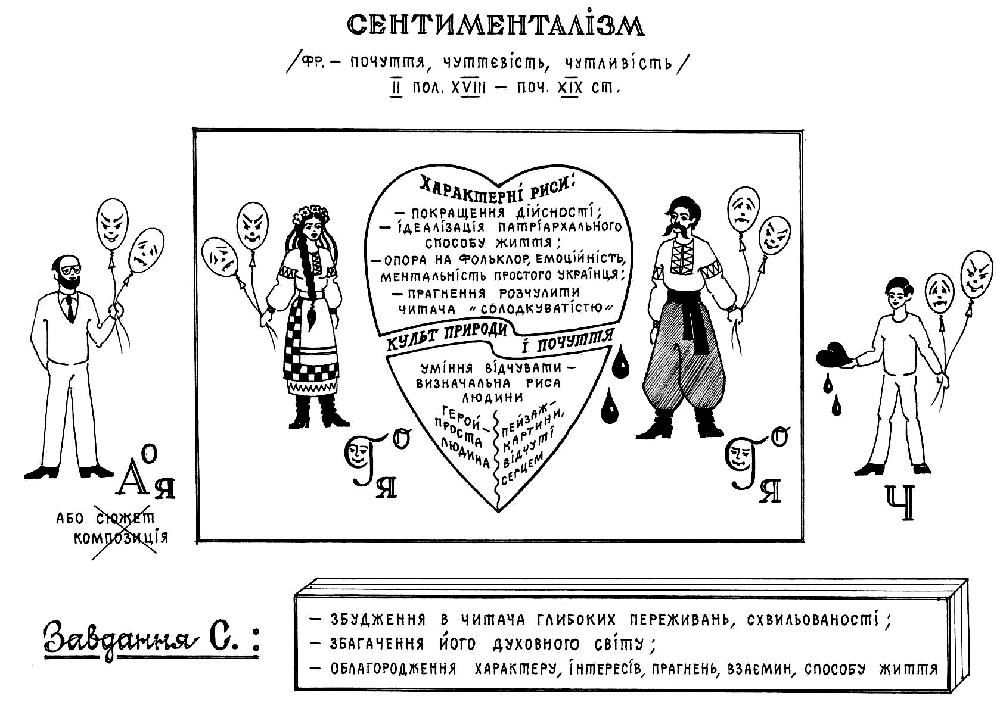 СЕНТИМЕНТАЛІЗМ
/ФР. – ПОЧУТТЯ, ЧУТТЄВІСТЬ, ЧУТЛИВІСТЬ/
II ПОЛ. XVIII – ПОЧ. XIX СТ.
ХАРАКТЕРНІ РИСИ:
– ПОКРАЩЕННЯ ДІЙСНОСТІ;
– ІДЕАЛІЗАЦІЯ ПАТРІАРХАЛЬНОГО
СПОСОБУ ЖИТТЯ;
– ОПОРА НА ФОЛЬКЛОР, ЕМОЦІЙНІСТЬ,
МЕНТАЛЬНІСТЬ ПРОСТОГО УКРАЇНЦЯ;
– ПРАГНЕННЯ РОЗЧУЛИТИ
ЧИТАЧА "СОЛОДКУВАТІСТЮ"
КУЛЬТ ПРИРОДИ
І ПОЧУТТЯ
УМІННЯ ВІДЧУВАТИ –
ВИЗНАЧАЛЬНА РИСА
ЛЮДИНИ
ГЕРОЙ –
ПРОСТА
ЛЮДИНА
ПЕЙЗАЖ –
КАРТИНИ,
ВІДЧУТІ
СЕРЦЕМ
А О Я
Г О Я
Г О Я
Ч
АБО СЮЖЕТ
КОМПОЗИЦІЯ
Завдання С. :
– ЗБУДЖЕННЯ В ЧИТАЧА ГЛИБОКИХ ПЕРЕЖИВАНЬ, СХВИЛЬОВАНОСТІ;
– ЗБАГАЧЕННЯ ЙОГО ДУХОВНОГО СВІТУ;
– ОБЛАГОРОДЖЕННЯ ХАРАКТЕРУ, ІНТЕРЕСІВ, ПРАГНЕНЬ, ВЗАЄМИН, СПОСОБУ ЖИТТЯ